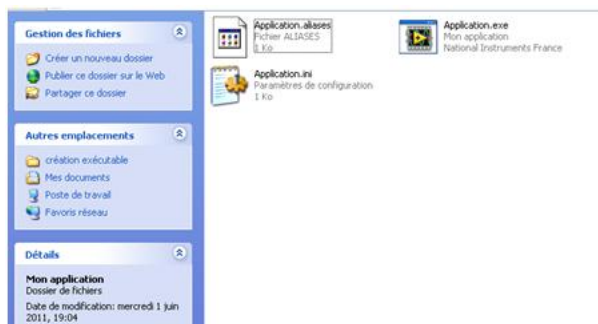 Gestion des fichiers
Créer un nouveau dossier
Publier ce dossier sur le Web
Partager ce dossier
Autres emplacements
création exécutable
Mes documents
Poste de travail
Favoris réseau
Détails
Mon application
Dossier de fichiers
Date de modification: mercredi 1 juin
2011, 19:04
Application.aliases
Fichier ALIASES
1 Ko
Application.exe
Mon application
National Instruments France
Application.ini
Paramètres de configuration
1 Ko